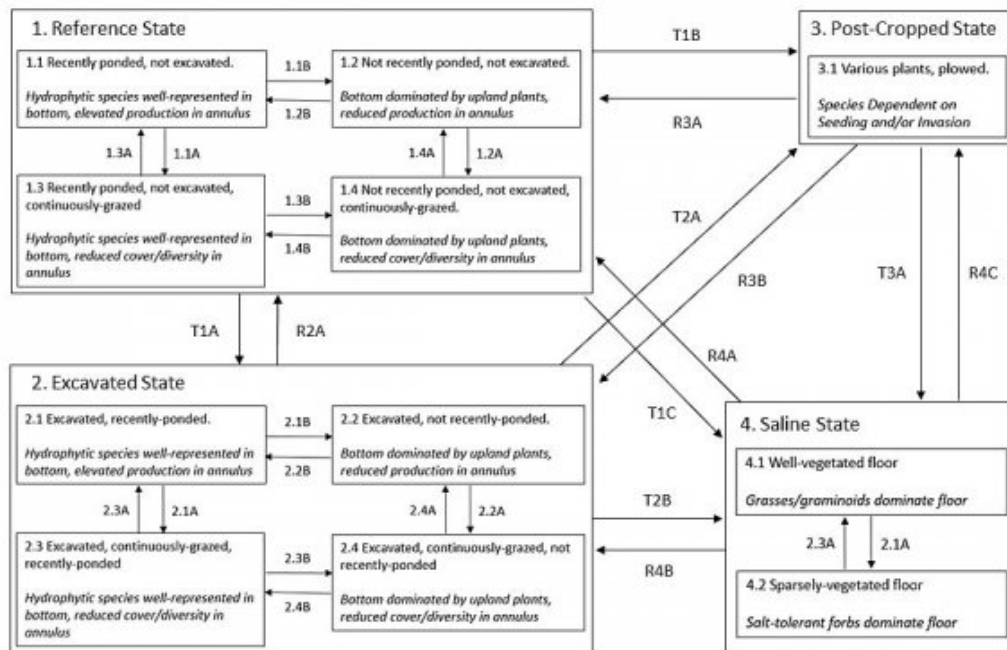 1. Reference State
1.1 Recently ponded, not excavated.
Hydrophytic species well-represented in
bottom, elevated production in annulus
1.1B
1.2B
1.2 Not recently ponded, not excavated.
Bottom dominated by upland plants,
reduced production in annulus
1.3A
1.1A
1.4A
1.2A
1.3 Recently ponded, not excavated,
continuously-grazed
Hydrophytic species well-represented in
bottom, reduced cover/diversity in
annulus
1.3B
1.4B
1.4 Not recently ponded, not excavated,
continuously-grazed.
Bottom dominated by upland plants,
reduced cover/diversity in annulus
T1B
R3A
3. Post-Cropped State
3.1 Various plants, plowed.
Species Dependent on
Seeding and/or Invasion
T2A
R3B
T3A
R4C
T1A
R2A
R4A
T1C
2. Excavated State
2.1 Excavated, recently-ponded.
Hydrophytic species well-represented in
bottom, elevated production in annulus
2.1B
2.2B
2.2 Excavated, not recently-ponded.
Bottom dominated by upland plants,
reduced production in annulus
2.3A
2.1A
2.4A
2.2A
2.3 Excavated, continuously-grazed,
recently-ponded
Hydrophytic species well-represented in
bottom, reduced cover/diversity in
annulus
2.3B
2.4B
2.4 Excavated, continuously-grazed, not
recently-ponded
Bottom dominated by upland plants,
reduced cover/diversity in annulus
T2B
R4B
4. Saline State
4.1 Well-vegetated floor
Grasses/graminoids dominate floor
2.3A
2.1A
4.2 Sparsely-vegetated floor
Salt-tolerant forbs dominate floor